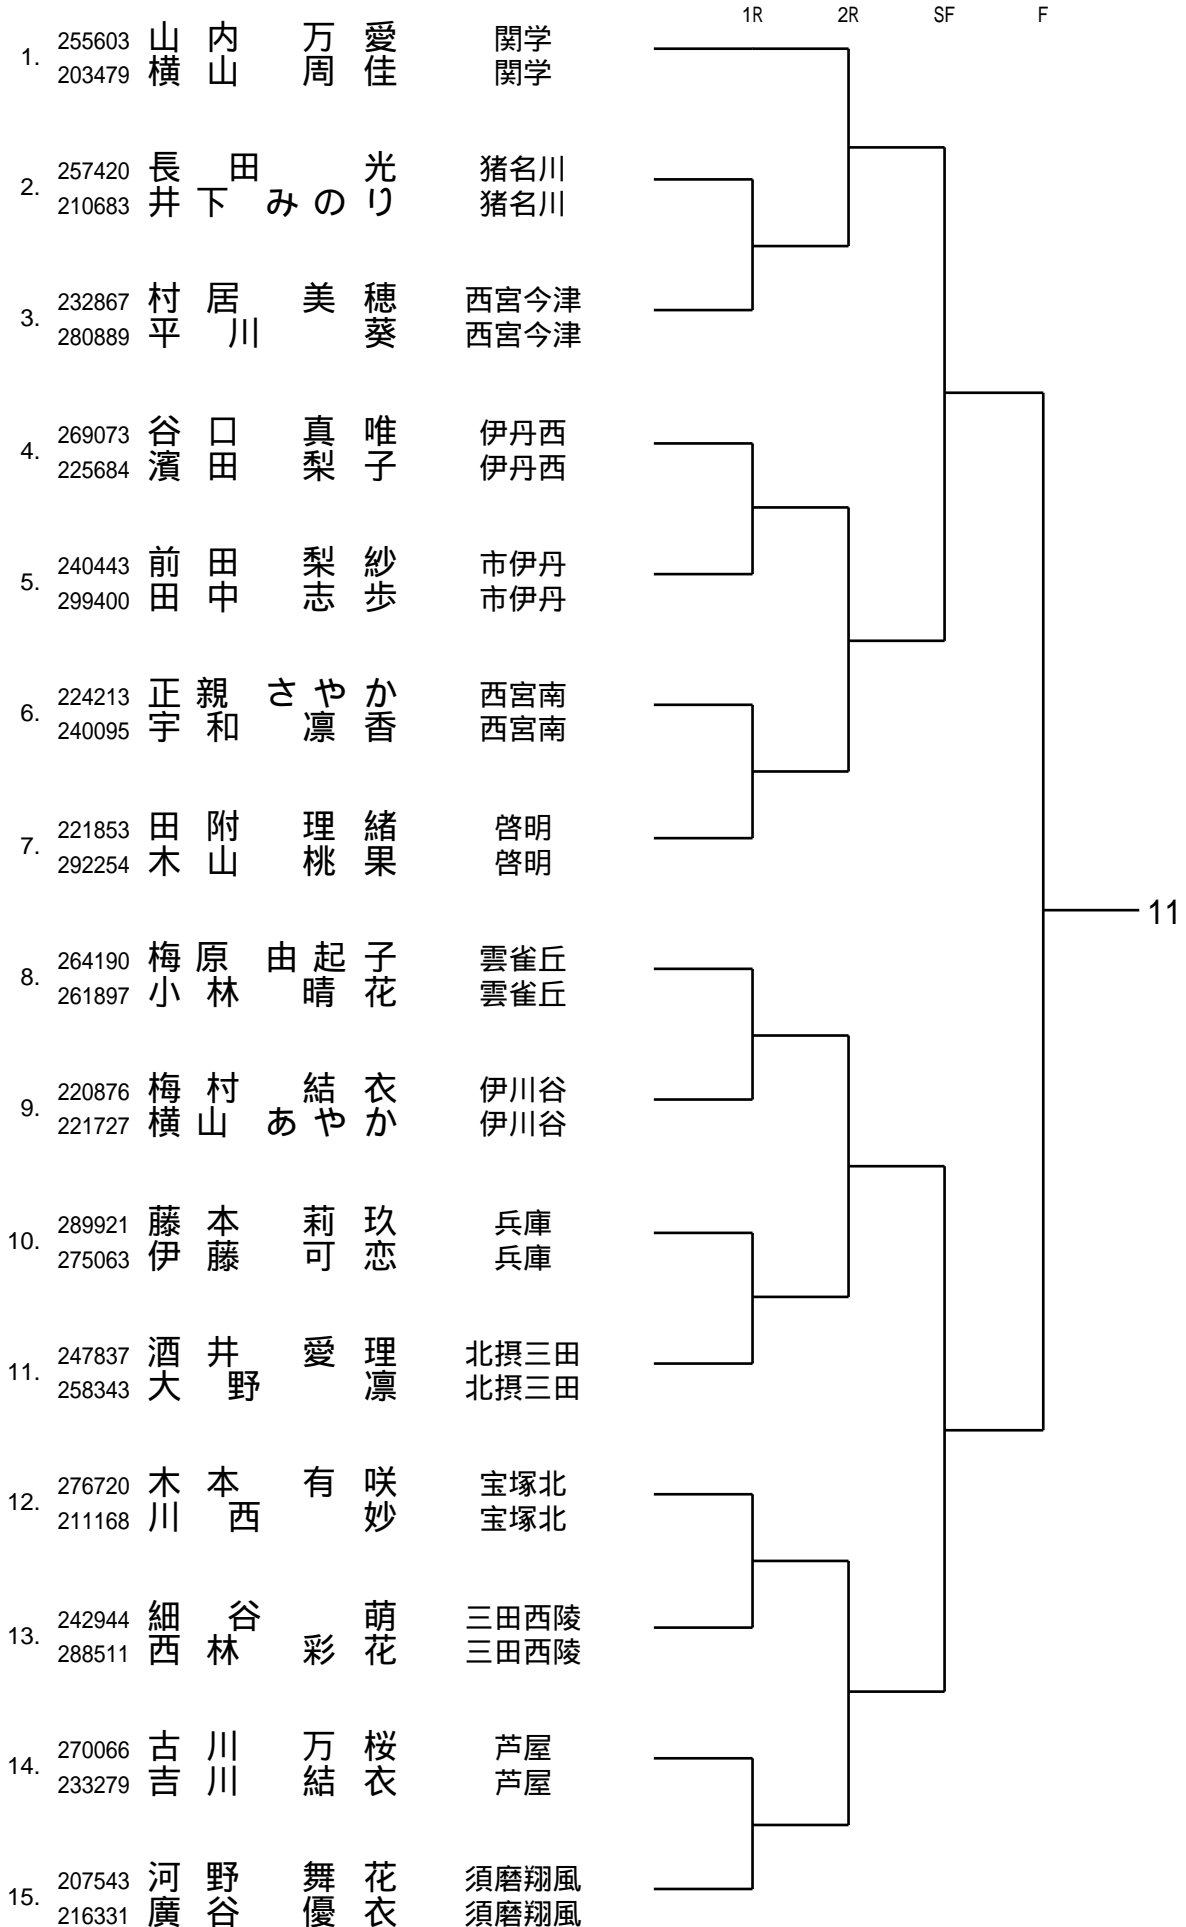 1R 2R SF F
1. 255603 山内 万愛 関学
203479 横山 周佳 関学
2. 257420 長田 光 猪名川
210683 井下 みのり 猪名川
3. 232867 村居 美穂 西宮今津
280889 平川 葵 西宮今津
4. 269073 谷口 真唯 伊丹西
225684 濱田 梨子 伊丹西
5. 240443 前田 梨紗 市伊丹
299400 田中 志歩 市伊丹
6. 224213 正親 さやか 西宮南
240095 宇和 凛香 西宮南
7. 221853 田附 理緒 啓明
292254 木山 桃果 啓明
11
8. 264190 梅原 由起子 雲雀丘
261897 小林 晴花 雲雀丘
9. 220876 梅村 結衣 伊川谷
221727 横山 あやか 伊川谷
10. 289921 藤本 莉玖 兵庫
275063 伊藤 可恋 兵庫
11. 247837 酒井 愛理 北摂三田
258343 大野 凛 北摂三田
12. 276720 木本 有咲 宝塚北
211168 川西 妙 宝塚北
13. 242944 細谷 萌 三田西陵
288511 西林 彩花 三田西陵
14. 270066 古川 万桜 芦屋
233279 吉川 結衣 芦屋
15. 207543 河野 舞花 須磨翔風
216331 廣谷 優衣 須磨翔風